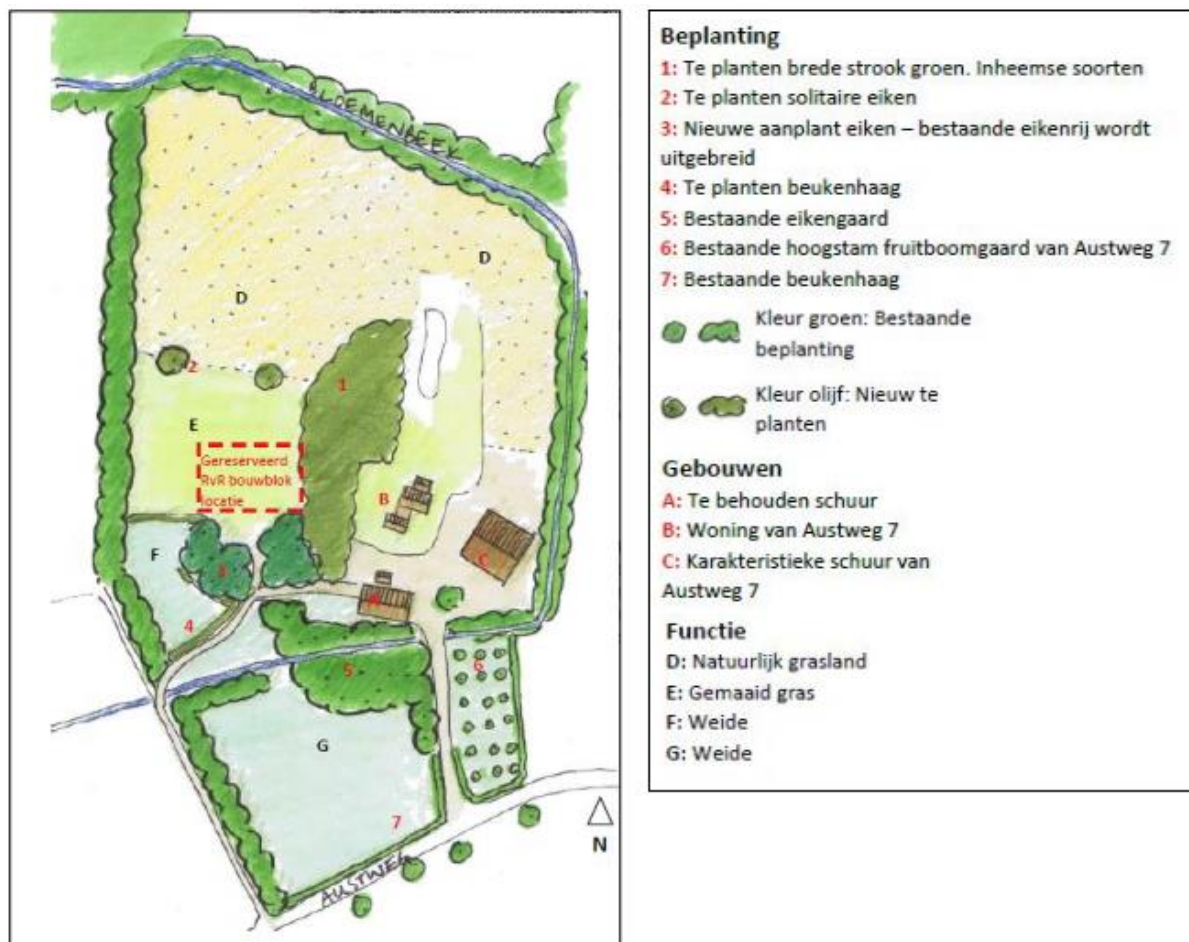 BLOEMENBEEK
D
D
1
2
E
Gereserveerd
RvR bouwblok
locatie
B
C
F
3
A
4
5
6
G
7
AUSTWEG
N
Beplanting
1: Te planten brede strook groen. Inheemse soorten
2: Te planten solitaire eiken
3: Nieuwe aanplant eiken – bestaande eikenrij wordt
uitgebreid
4: Te planten beukenhaag
5: Bestaande eikengaard
6: Bestaande hoogstam fruitboomgaard van Austweg 7
7: Bestaande beukenhaag
Kleur groen: Bestaande
beplanting
Kleur olijf: Nieuw te
planten
Gebouwen
A: Te behouden schuur
B: Woning van Austweg 7
C: Karakteristieke schuur van
Austweg 7
Functie
D: Natuurlijk grasland
E: Gemaaid gras
F: Weide
G: Weide